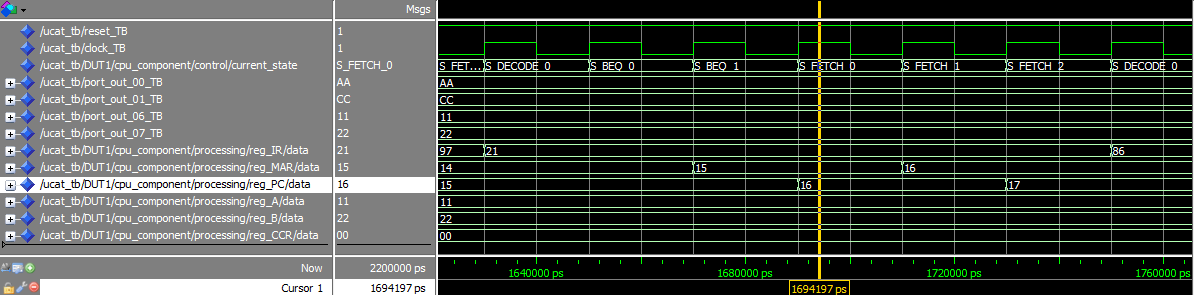 Msgs
/ucat_tb/reset_TB 1
/ucat_tb/clock_TB 1
/ucat_tb/DUT1/cpu_component/control/current_state S_FETCH_0 S_FET... S_DECODE_0 S_BEQ_0 S_BEQ_1 S_FETCH_0 S_FETCH_1 S_FETCH_2 S_DECODE_0
/ucat_tb/port_out_00_TB AA AA
/ucat_tb/port_out_01_TB CC CC
/ucat_tb/port_out_06_TB 11 11
/ucat_tb/port_out_07_TB 22 22
/ucat_tb/DUT1/cpu_component/processing/reg_IR/data 21 97 21 86
/ucat_tb/DUT1/cpu_component/processing/reg_MAR/data 15 14 15 16
/ucat_tb/DUT1/cpu_component/processing/reg_PC/data 16 15 16 17
/ucat_tb/DUT1/cpu_component/processing/reg_A/data 11 11
/ucat_tb/DUT1/cpu_component/processing/reg_B/data 22 22
/ucat_tb/DUT1/cpu_component/processing/reg_CCR/data 00 00
Now 2200000 ps 1640000 ps 1680000 ps 1720000 ps 1760000 ps
Cursor 1 1694197 ps 1694197 ps